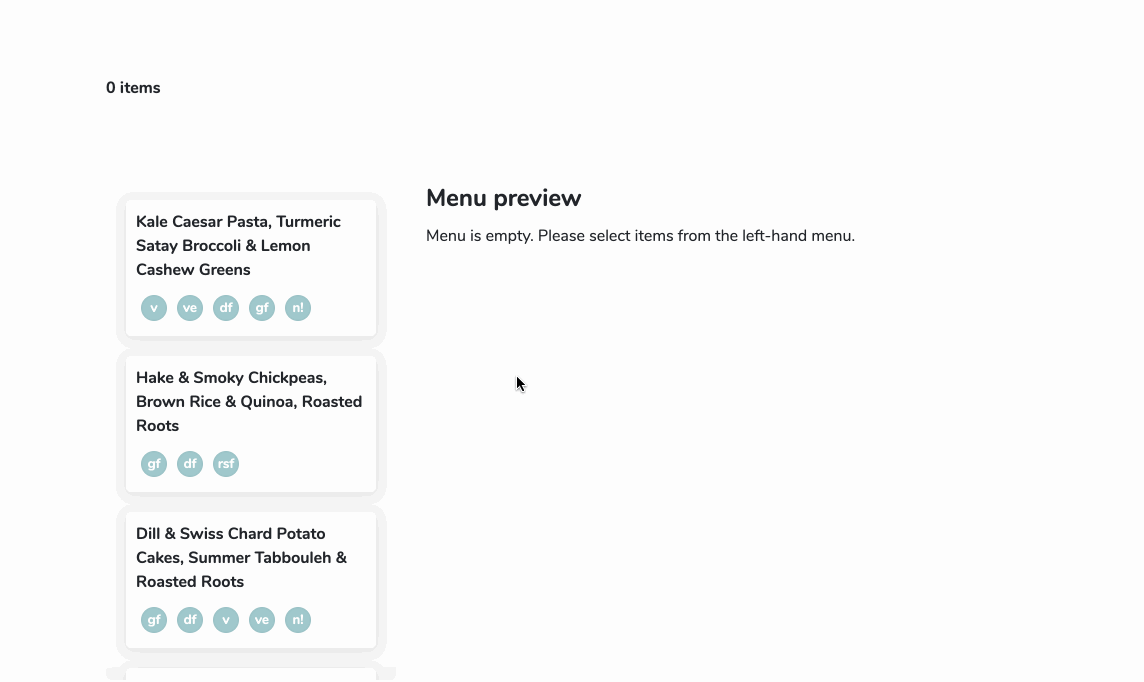 0 items
Kale Caesar Pasta, Turmeric
Satay Broccoli & Lemon
Cashew Greens
v ve df gf n!
Hake & Smoky Chickpeas,
Brown Rice & Quinoa, Roasted
Roots
gf df rsf
Dill & Swiss Chard Potato
Cakes, Summer Tabbouleh &
Roasted Roots
gf df v ve n!
Menu preview
Menu is empty. Please select items from the left-hand menu.